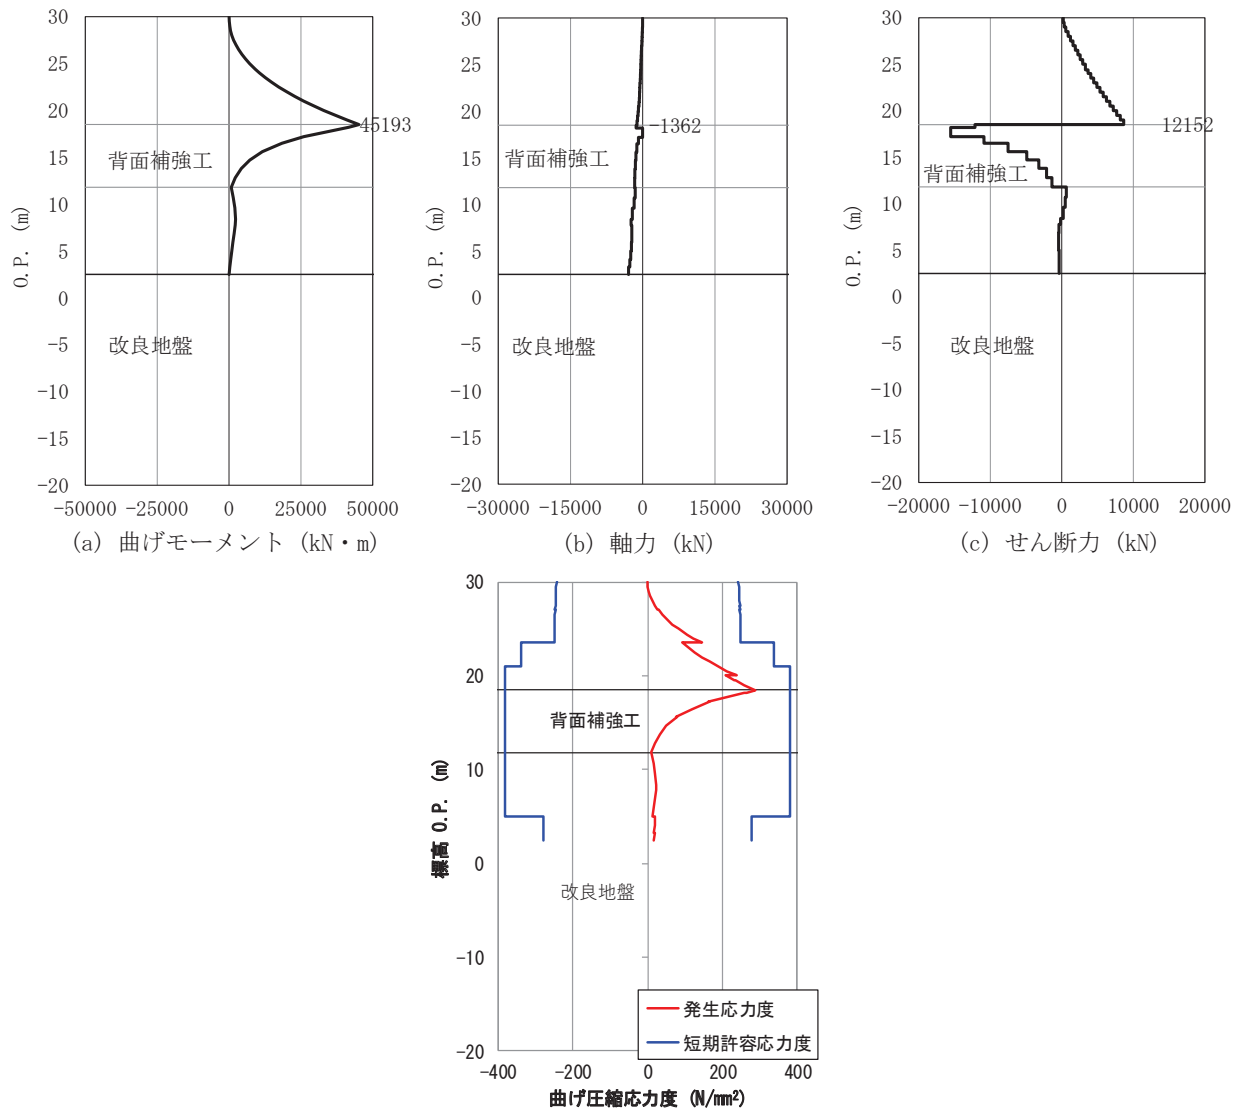 30
25
20
15
10
5
0
-5
-10
-15
-20
O.P. (m)
45193
背面補強工
改良地盤
-50000 -25000 0 25000 50000
(a) 曲げモーメント (kN・m)
30
25
20
15
10
5
0
-5
-10
-15
-20
O.P. (m)
-1362
背面補強工
改良地盤
-30000 -15000 0 15000 30000
(b) 軸力 (kN)
30
25
20
15
10
5
0
-5
-10
-15
-20
O.P. (m)
12152
背面補強工
改良地盤
-20000 -10000 0 10000 20000
(c) せん断力 (kN)
30
20
10
0
-10
-20
標高 O.P. (m)
背面補強工
改良地盤
発生応力度
短期許容応力度
-400 -200 0 200 400
曲げ圧縮応力度 (N/mm²)